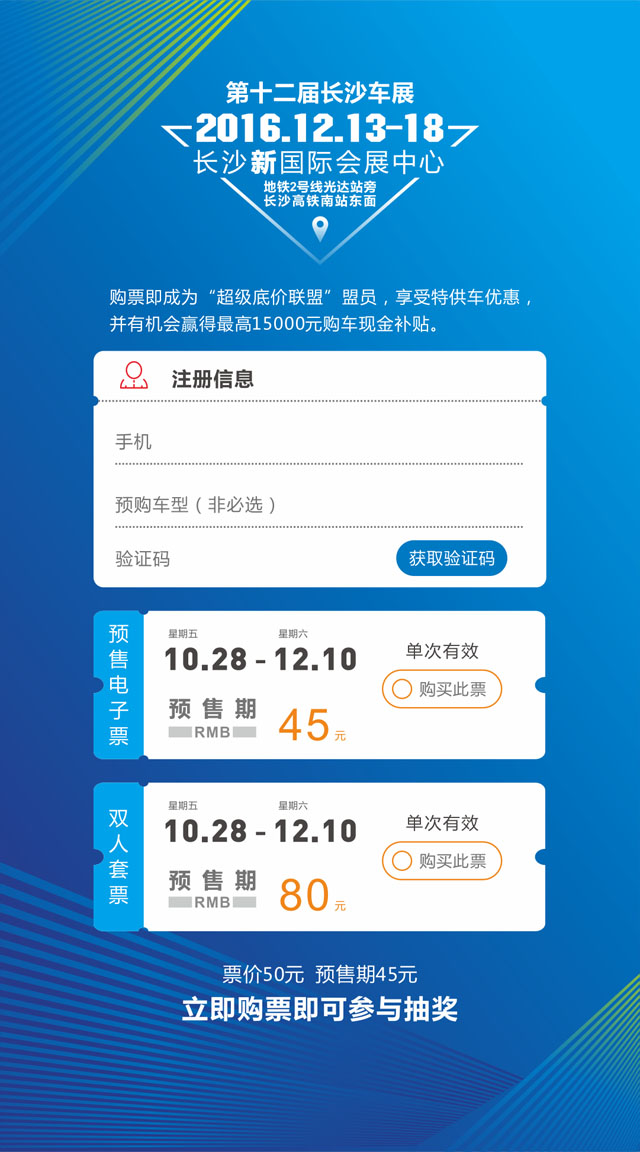 第十二届长沙车展
2016.12.13-18
长沙新国际会展中心
地铁2号线光达站旁
长沙高铁南站东面
购票即成为“超级底价联盟”盟员，享受特供车优惠，
并有机会赢得最高15000元购车现金补贴。
注册信息
手机
预购车型（非必选）
验证码
获取验证码
预售电子票
星期五 星期六
10.28 - 12.10
预售期
RMB
45元
单次有效
购买此票
双人套票
星期五 星期六
10.28 - 12.10
预售期
RMB
80元
单次有效
购买此票
票价50元 预售期45元
立即购票即可参与抽奖